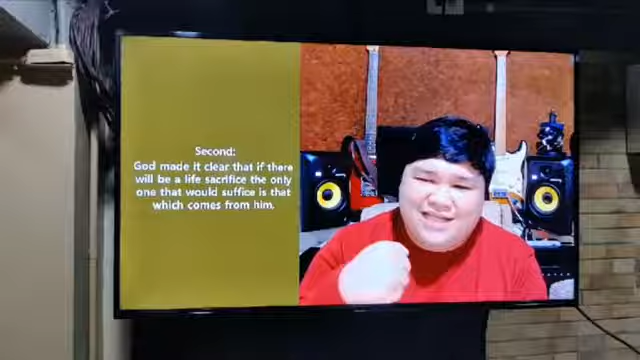 Second:
God made it clear that if there
will be a life sacrifice the only
one that would suffice is that
which comes from him.